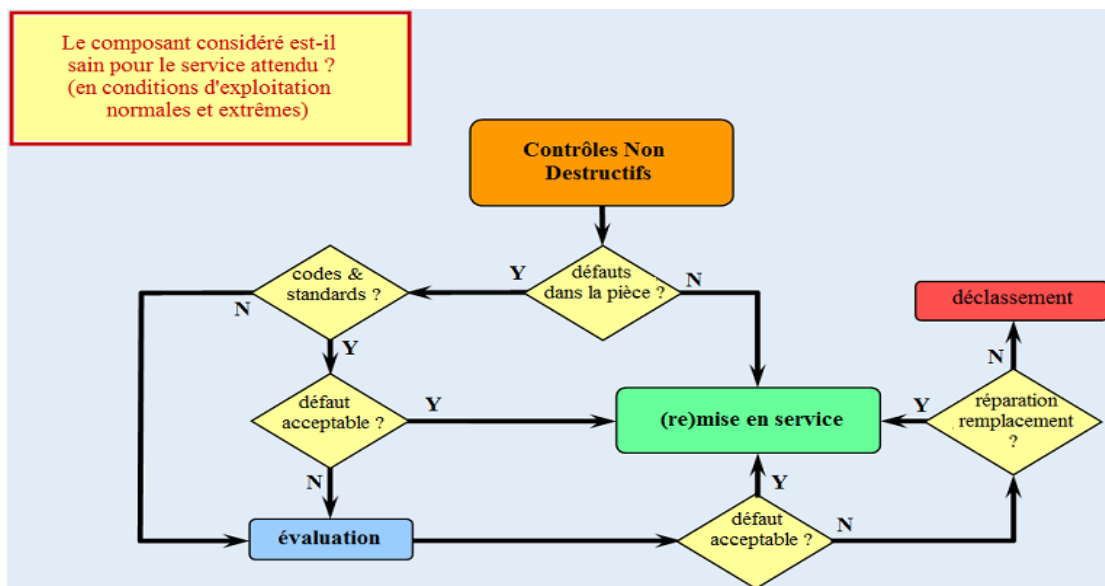 Le composant considéré est-il
sain pour le service attendu ?
(en conditions d'exploitation
normales et extrêmes)
Contrôles Non
Destructifs
codes &
standards ?
Y
défauts
dans la pièce ?
N
N
déclassement
Y
N
défaut
acceptable ?
Y
(re)mise en service
Y
réparation
remplacement
?
N
Y
évaluation
défaut
acceptable ?
N